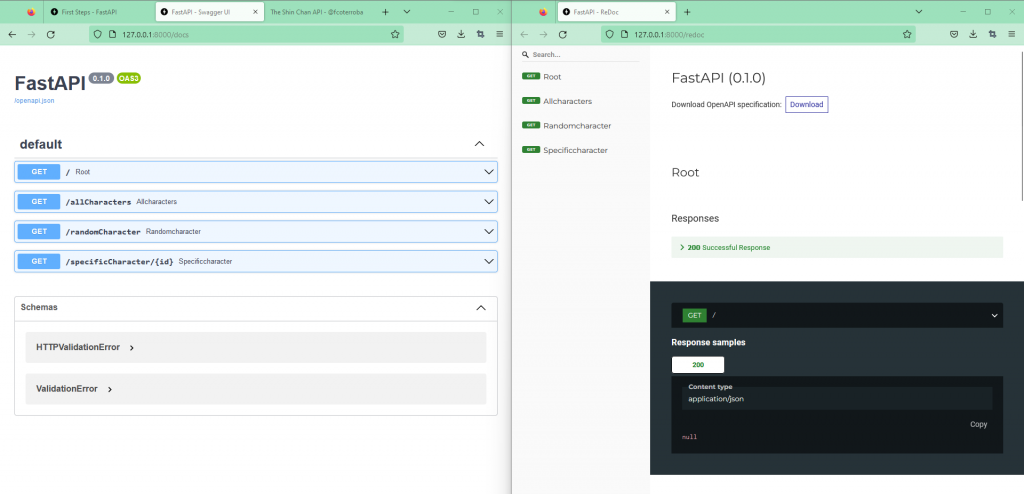 First Steps - FastAPI
FastAPI - Swagger UI
The Shin Chan API - @fcoterroba
127.0.0.1:8000/docs
FastAPI 0.1.0 OAS3
/openapi.json
default
GET / Root
GET /allCharacters Allcharacters
GET /randomCharacter Randomcharacter
GET /specificCharacter/{id} Specificcharacter
Schemas
HTTPValidationError
ValidationError
FastAPI - ReDoc
127.0.0.1:8000/redoc
Search...
GET Root
GET Allcharacters
GET Randomcharacter
GET Specificcharacter
FastAPI (0.1.0)
Download OpenAPI specification: Download
Root
Responses
200 Successful Response
GET /
Response samples
200
Content type
application/json
Copy
null